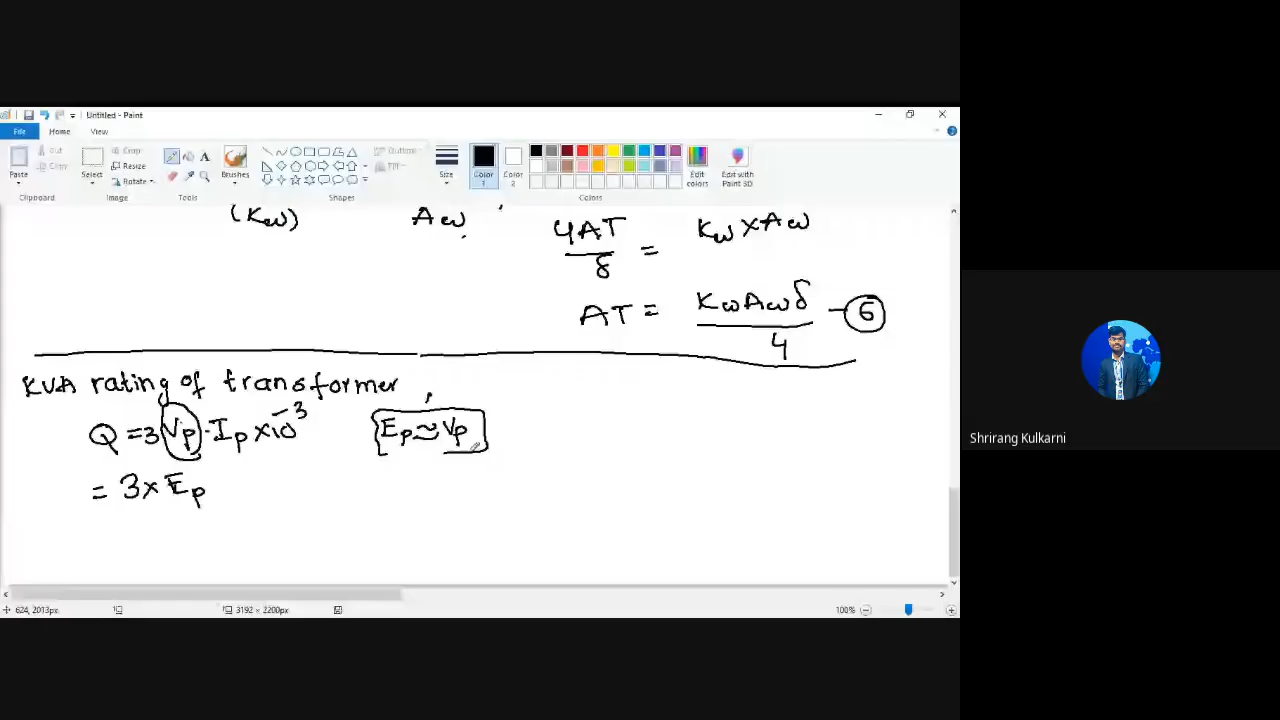 Untitled - Paint
File Home View
Paste Cut Copy Select Crop Resize Rotate Brushes Outline Fill Size Color 1 Color 2 Edit colors Edit with Paint 3D
Clipboard Image Tools Shapes Colors
(Kω) Aω
4AT/δ = Kω×Aω
AT = KωAωδ/4 - 6
KVA rating of transformer,
Q = 3 Vp · Ip × 10⁻³ Ep ≈ Vp
= 3 × Ep
624, 2013px 3192 × 2200px 100%
Shrirang Kulkarni